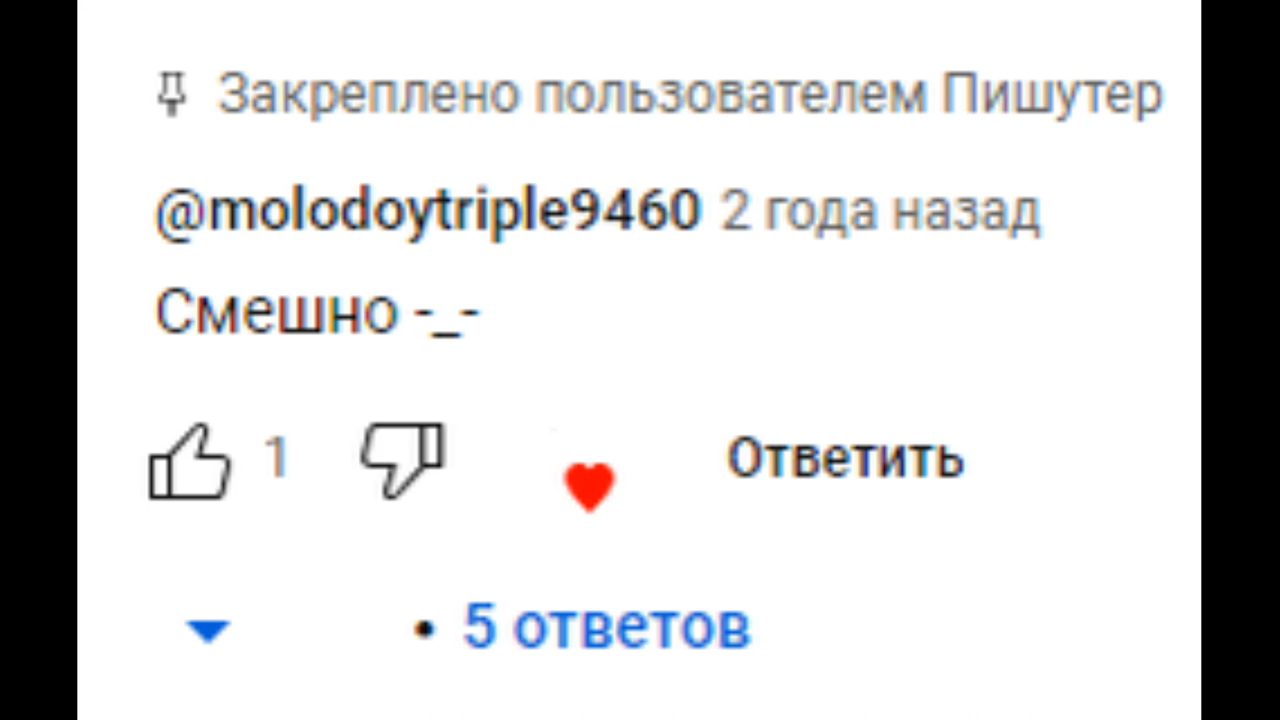 Закреплено пользователем Пишутер
@molodoytriple9460 2 года назад
Смешно -_-
1 Ответить
• 5 ответов